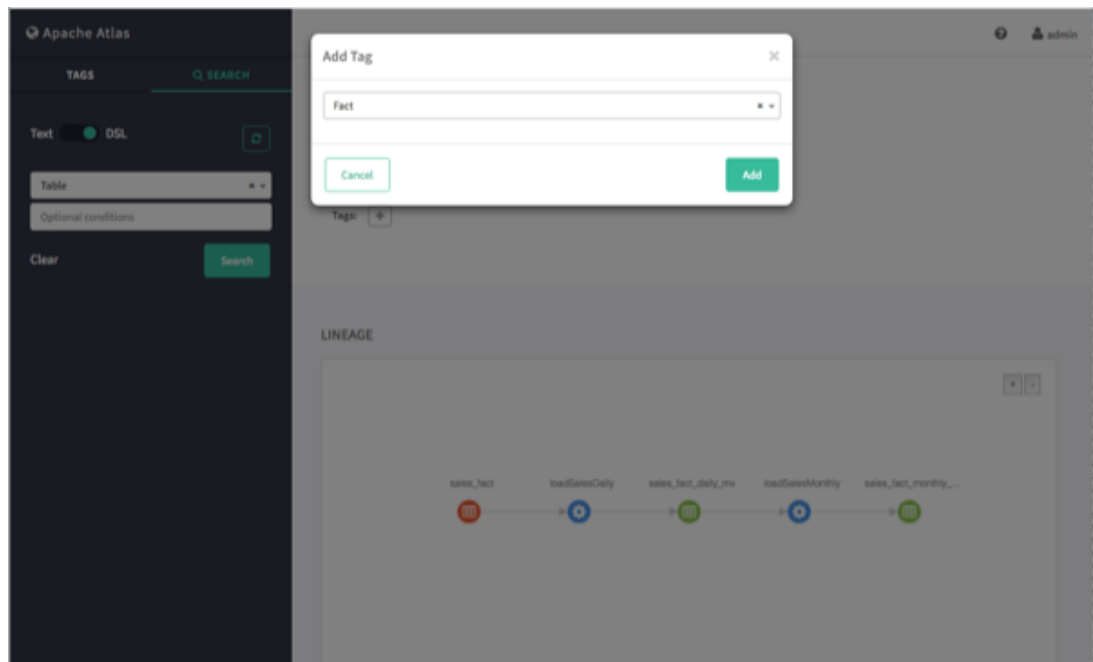 Apache Atlas
admin
TAGS
SEARCH
Text DSL
Table
Optional conditions
Clear
Search
Add Tag
×
Fact
Cancel
Add
Tags: +
LINEAGE
+ -
sales_fact
loadSalesDaily
sales_fact_daily_mv
loadSalesMonthly
sales_fact_monthly_...